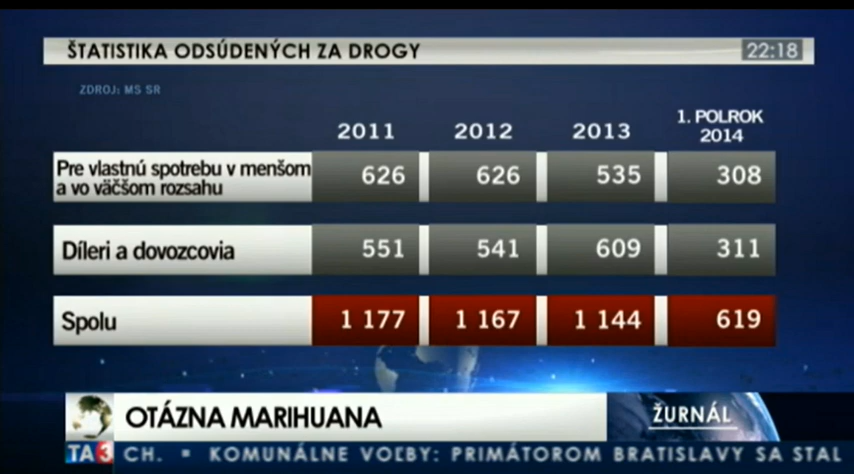 ŠTATISTIKA ODSÚDENÝCH ZA DROGY 22:18
ZDROJ: MS SR
2011 2012 2013 1. POLROK 2014
Pre vlastnú spotrebu v menšom
a vo väčšom rozsahu 626 626 535 308
Díleri a dovozcovia 551 541 609 311
Spolu 1 177 1 167 1 144 619
OTÁZNA MARIHUANA ŽURNÁL
TA3 CH. ▪ KOMUNÁLNE VOĽBY: PRIMÁTOROM BRATISLAVY SA STAL